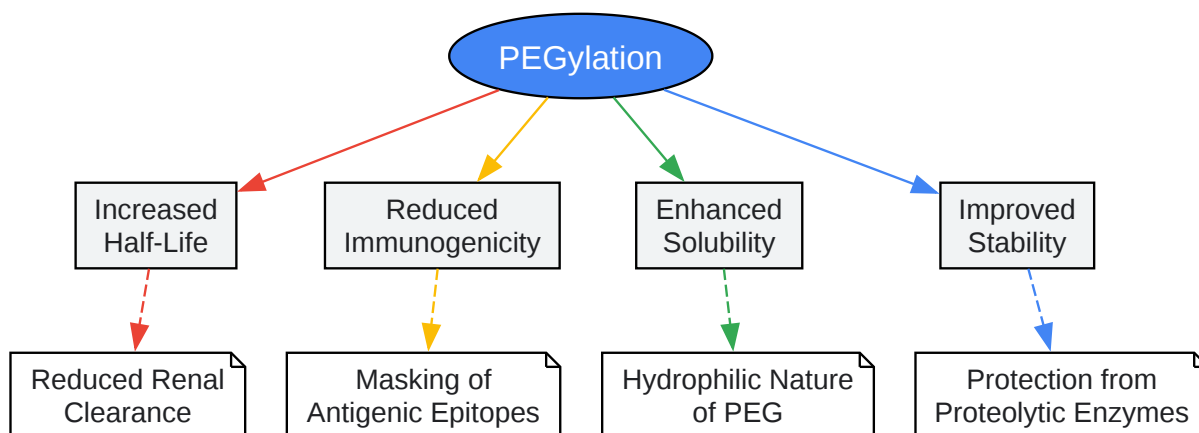 PEGylation
Increased
Half-Life
Reduced
Immunogenicity
Enhanced
Solubility
Improved
Stability
Reduced Renal
Clearance
Masking of
Antigenic Epitopes
Hydrophilic Nature
of PEG
Protection from
Proteolytic Enzymes